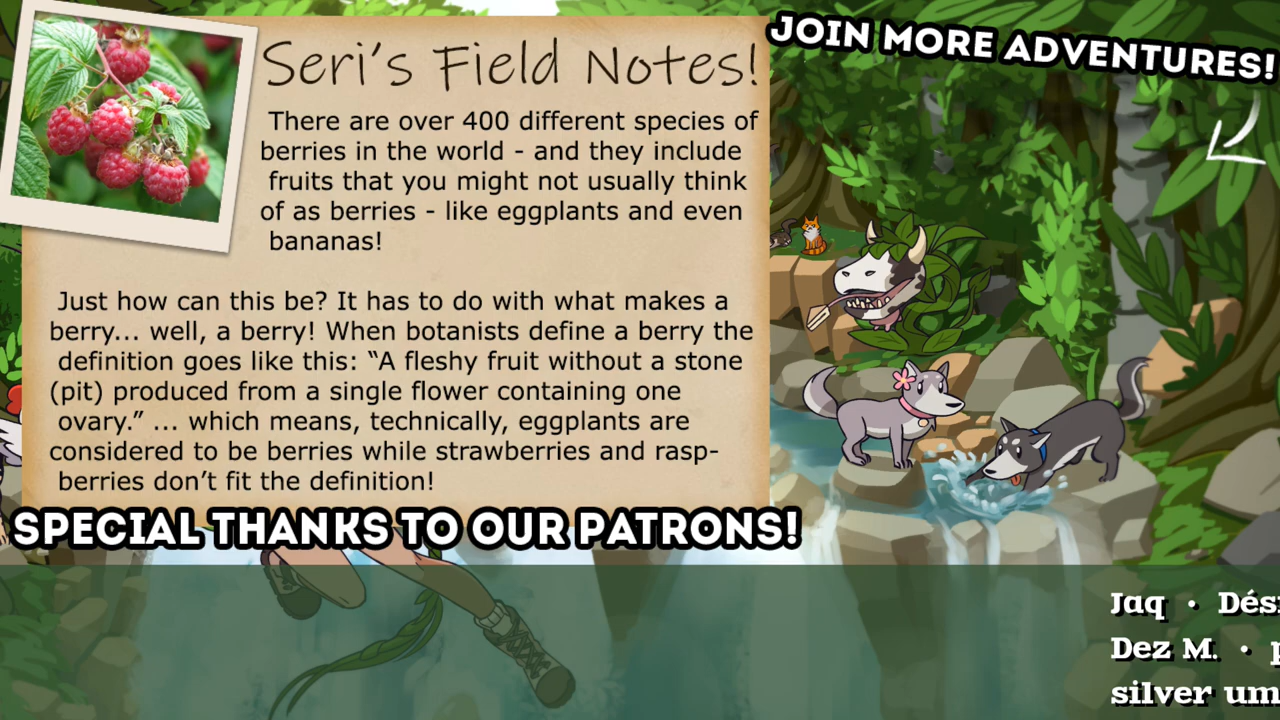 Seri's Field Notes!
There are over 400 different species of
berries in the world - and they include
fruits that you might not usually think
of as berries - like eggplants and even
bananas!
Just how can this be? It has to do with what makes a
berry... well, a berry! When botanists define a berry the
definition goes like this: “A fleshy fruit without a stone
(pit) produced from a single flower containing one
ovary.” ... which means, technically, eggplants are
considered to be berries while strawberries and rasp-
berries don't fit the definition!
JOIN MORE ADVENTURES!
SPECIAL THANKS TO OUR PATRONS!
Jaq •
Dez M. •
silver